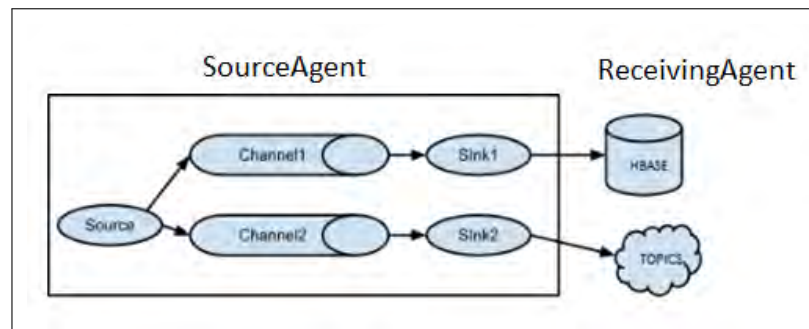 SourceAgent
ReceivingAgent
Channel1
Sink1
HBASE
Source
Channel2
Sink2
TOPICS